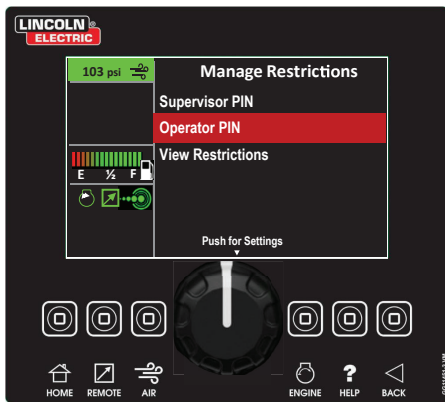 LINCOLN®
ELECTRIC
103 psi
Manage Restrictions
Supervisor PIN
Operator PIN
View Restrictions
E ½ F
Push for Settings
HOME
REMOTE
AIR
ENGINE
?
HELP
BACK